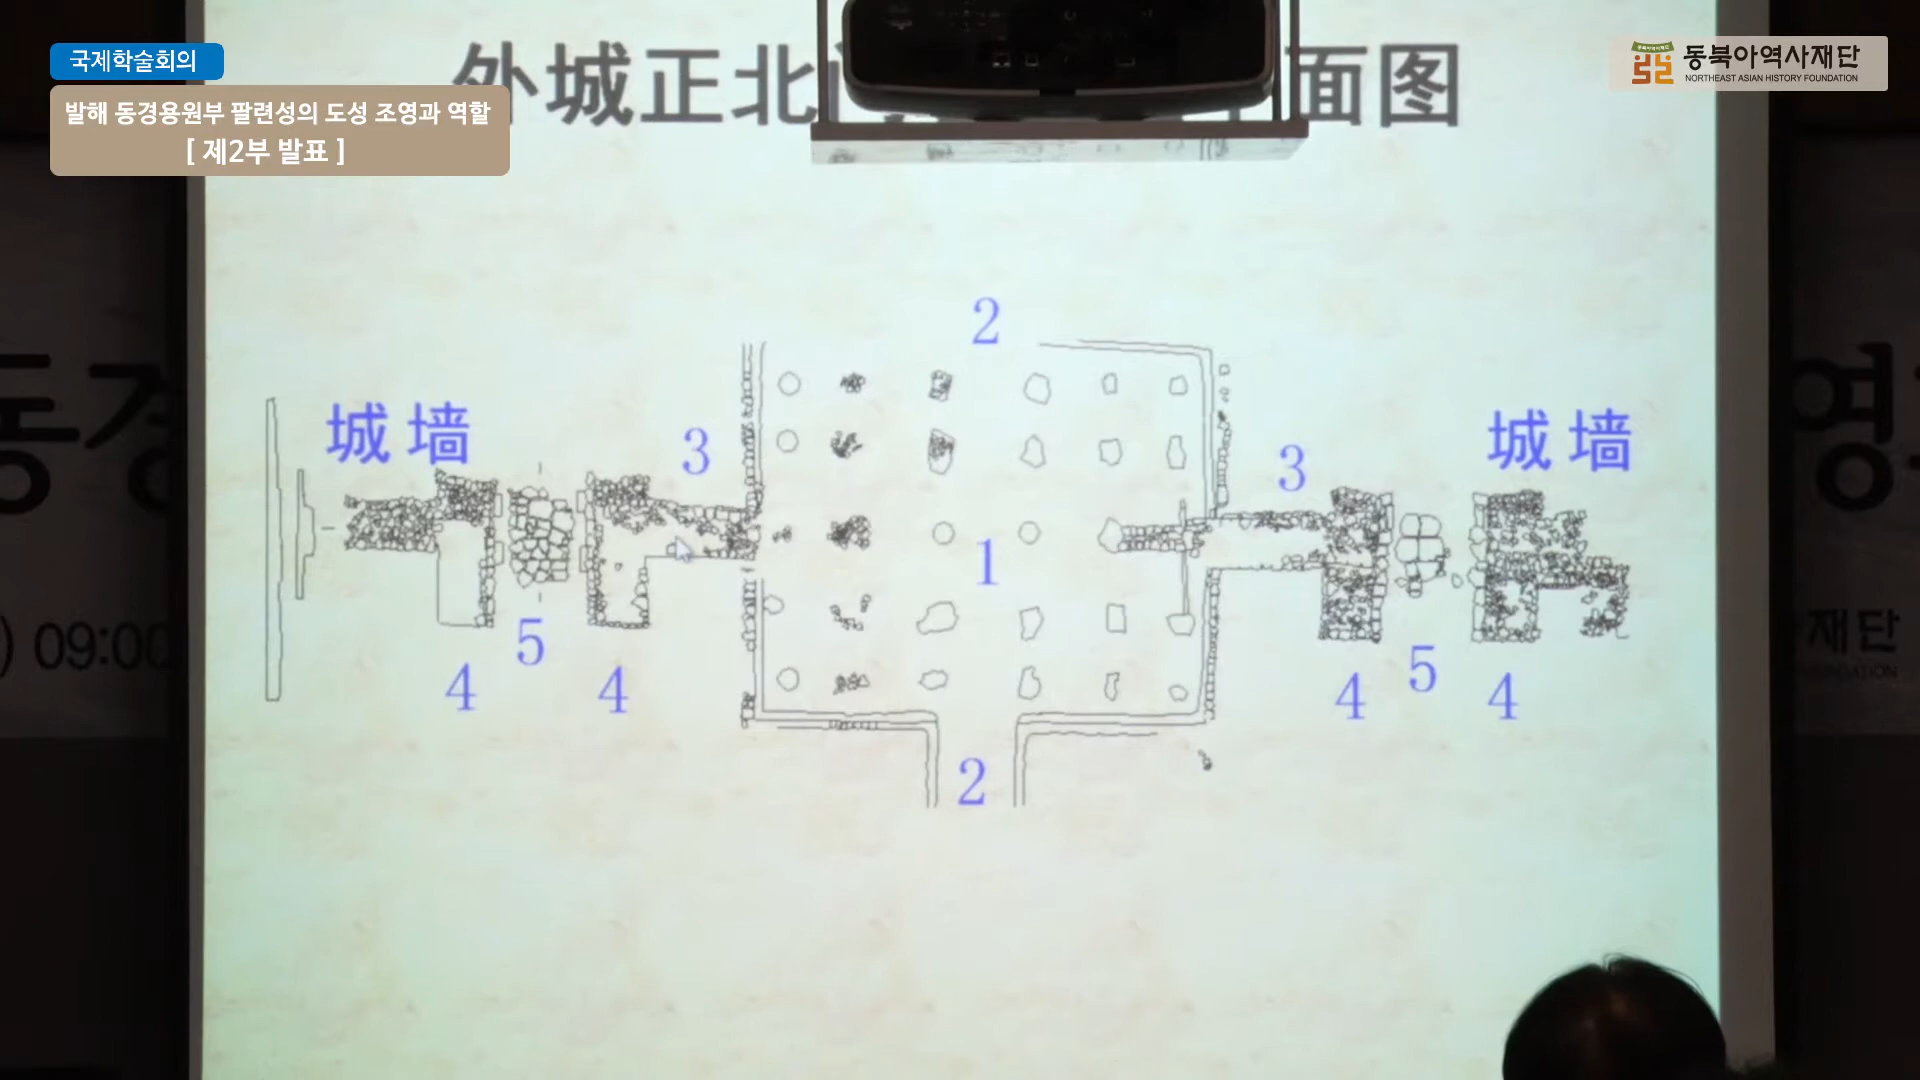 국제학술회의
발해 동경용원부 팔련성의 도성 조영과 역할
[ 제2부 발표 ]
동북아역사재단
NORTHEAST ASIAN HISTORY FOUNDATION
外城正北
面图
2
城墙
3
3
城墙
1
5
4
4
5
4
4
2
동경
영
) 09:00
재단